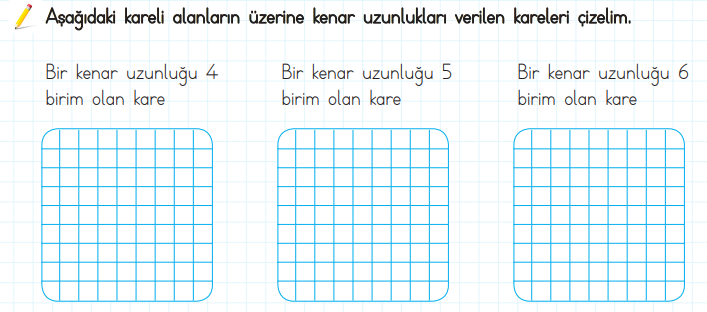 Aşağıdaki kareli alanların üzerine kenar uzunlukları verilen kareleri çizelim.
Bir kenar uzunluğu 4
birim olan kare
Bir kenar uzunluğu 5
birim olan kare
Bir kenar uzunluğu 6
birim olan kare